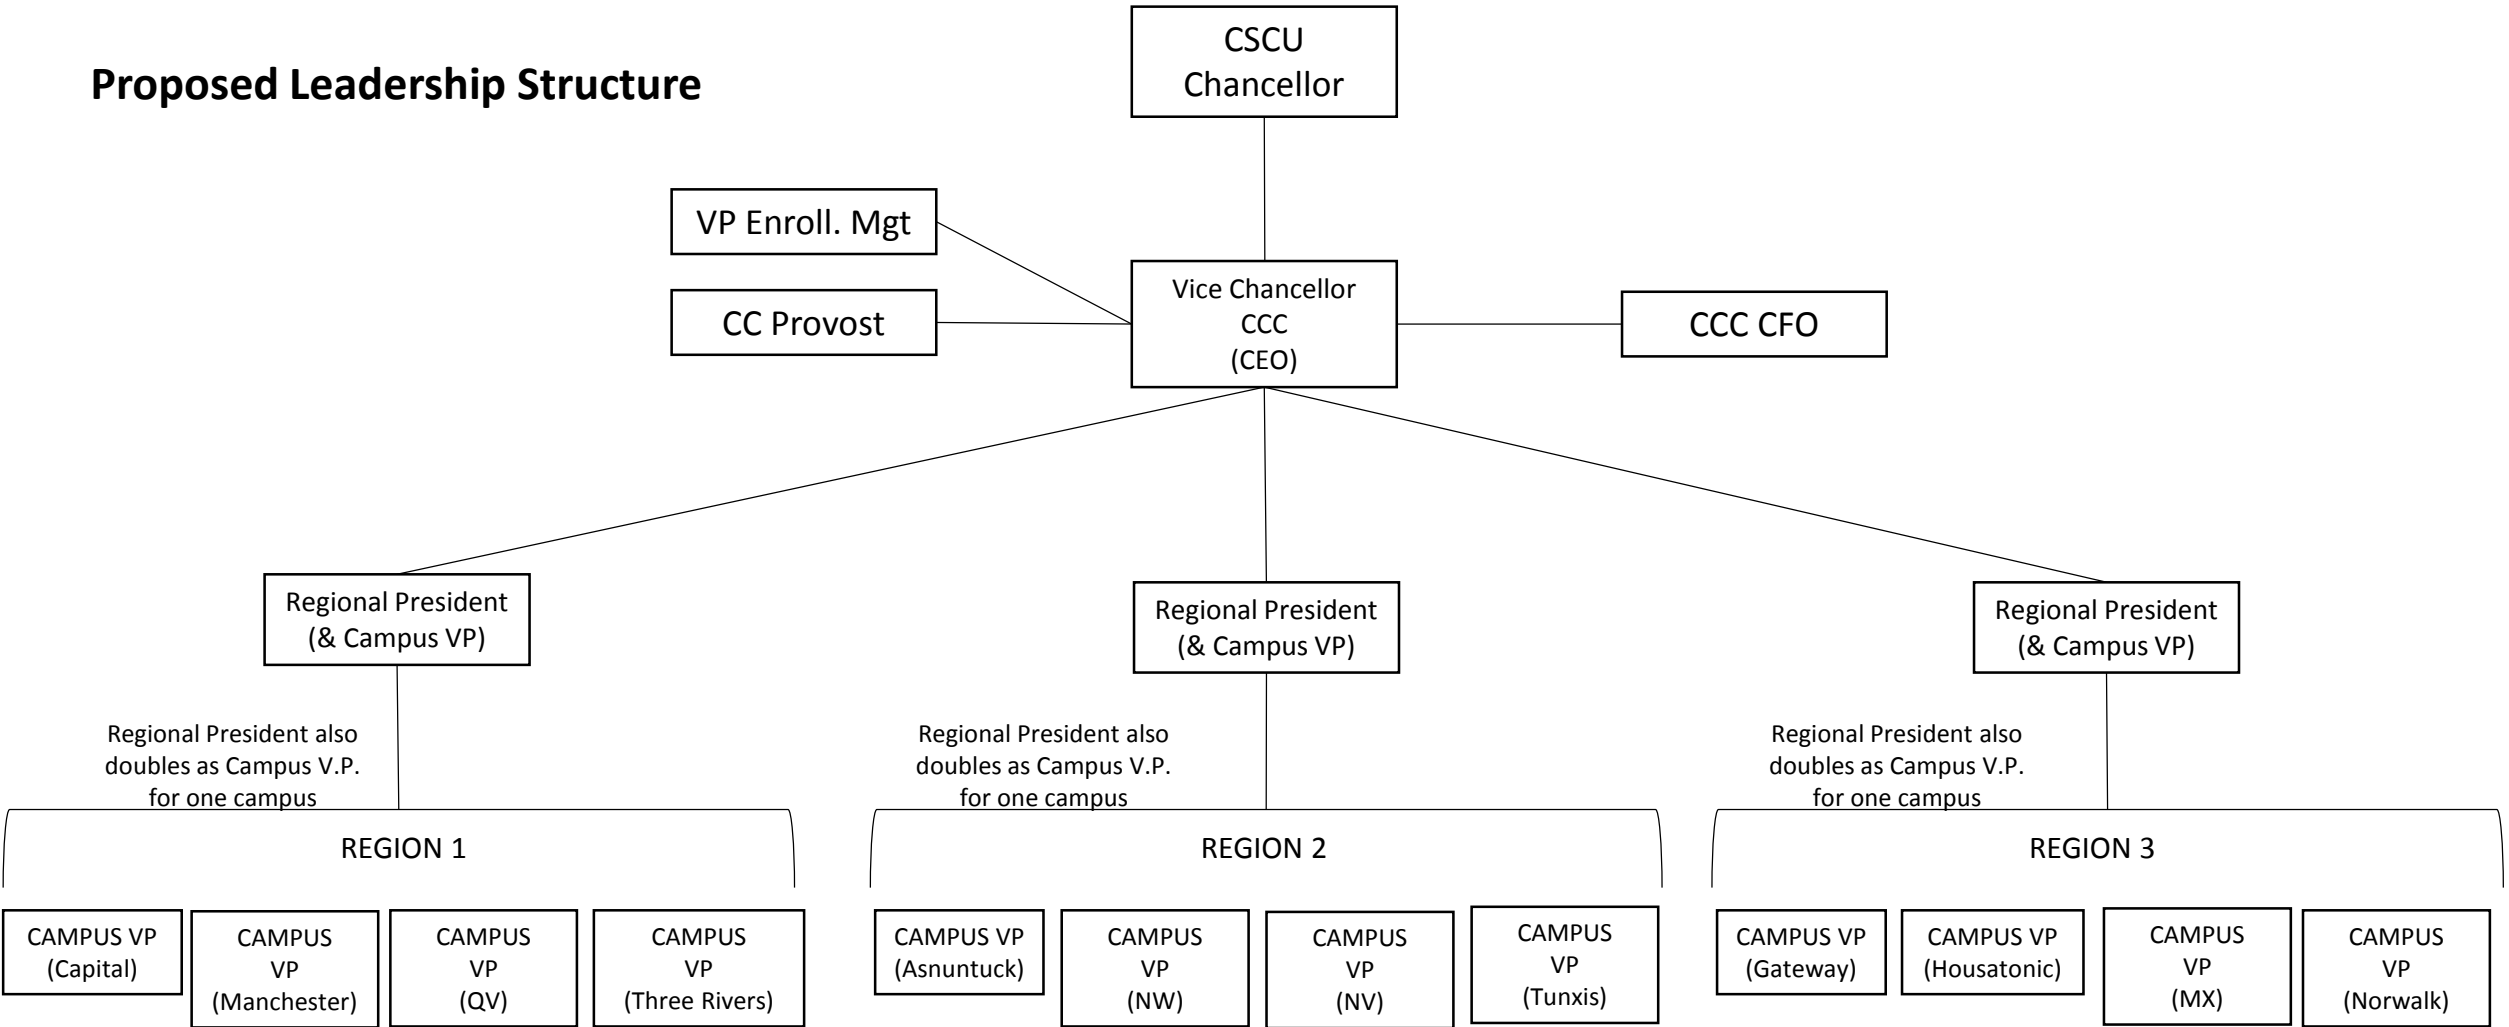 Proposed Leadership Structure
CSCU
Chancellor
VP Enroll. Mgt
CC Provost
Vice Chancellor
CCC
(CEO)
CCC CFO
Regional President
(& Campus VP)
Regional President
(& Campus VP)
Regional President
(& Campus VP)
Regional President also
doubles as Campus V.P.
for one campus
Regional President also
doubles as Campus V.P.
for one campus
Regional President also
doubles as Campus V.P.
for one campus
REGION 1
REGION 2
REGION 3
CAMPUS VP
(Capital)
CAMPUS
VP
(Manchester)
CAMPUS
VP
(QV)
CAMPUS
VP
(Three Rivers)
CAMPUS VP
(Asnuntuck)
CAMPUS
VP
(NW)
CAMPUS
VP
(NV)
CAMPUS
VP
(Tunxis)
CAMPUS VP
(Gateway)
CAMPUS VP
(Housatonic)
CAMPUS
VP
(MX)
CAMPUS
VP
(Norwalk)